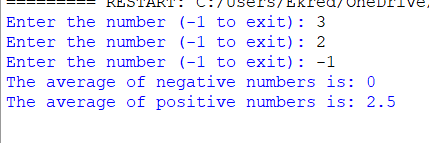 ========= RESTART: C:/Users/Ekred/OneDrive/
Enter the number (-1 to exit): 3
Enter the number (-1 to exit): 2
Enter the number (-1 to exit): -1
The average of negative numbers is: 0
The average of positive numbers is: 2.5